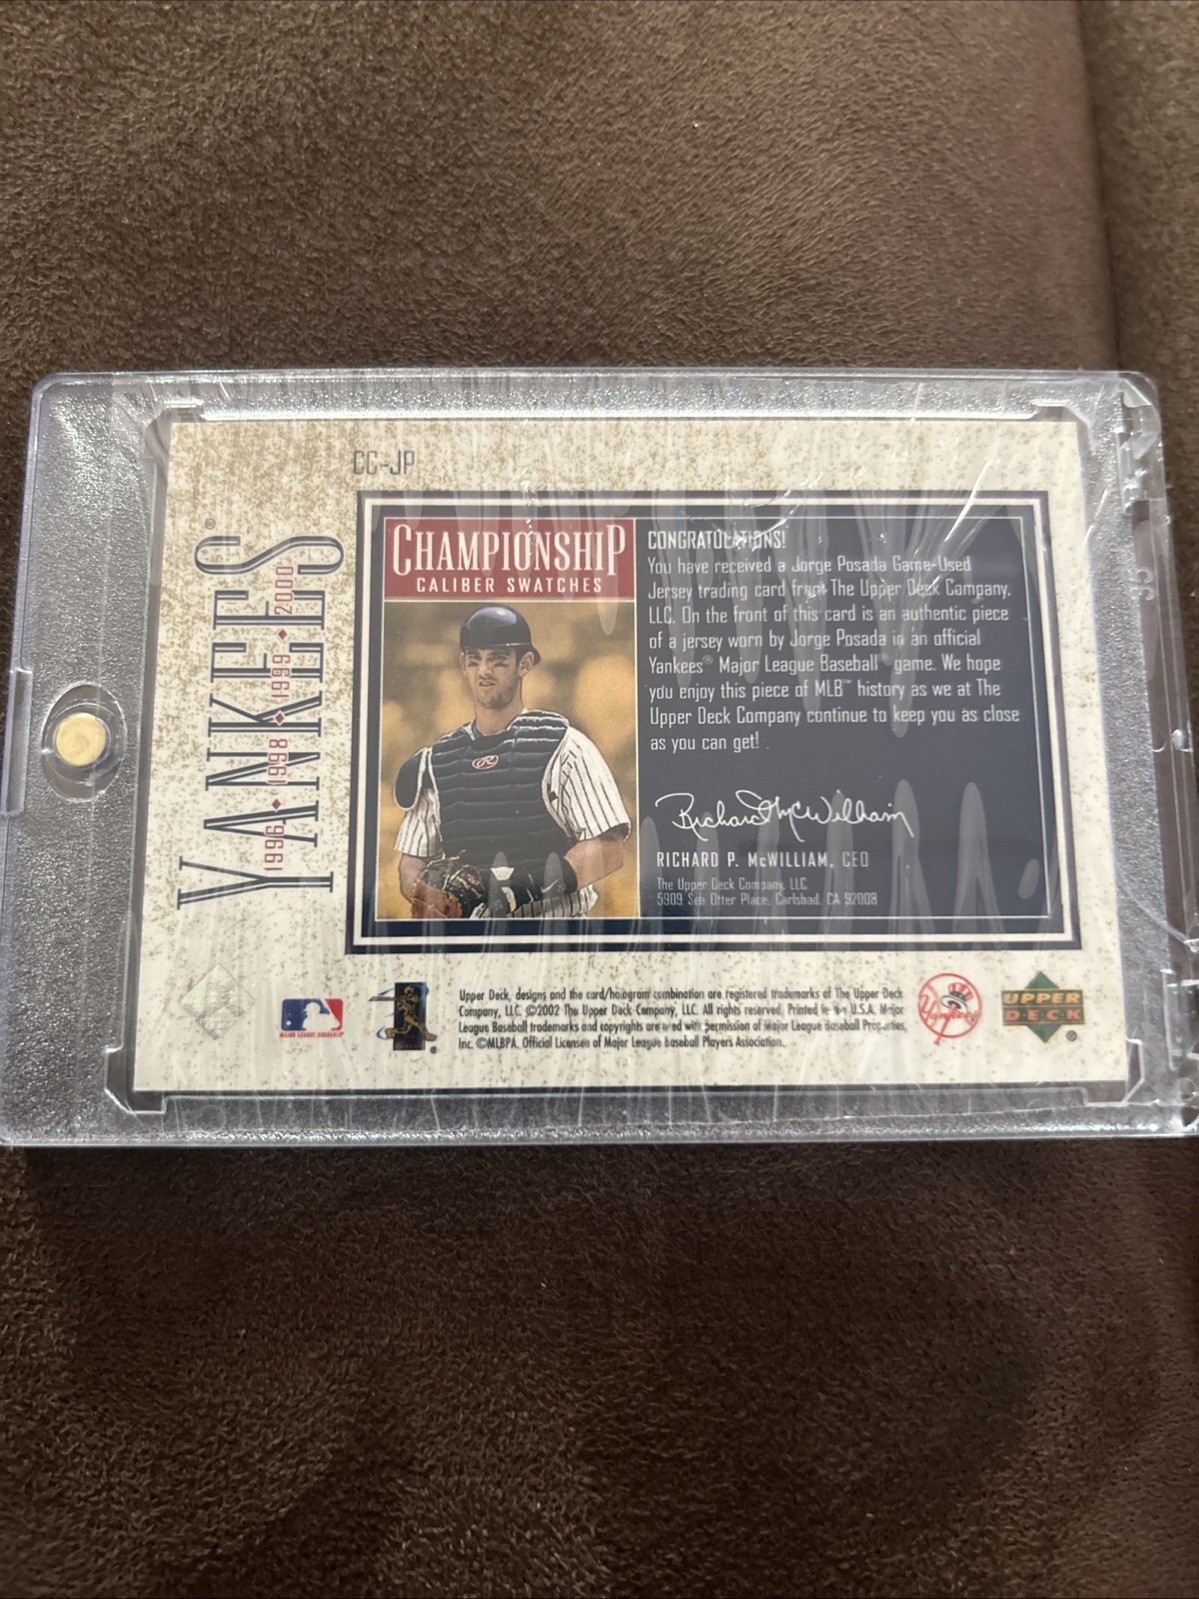 CC-JP
YANKEES®
1996 ♦ 1998 ♦ 1999 ♦ 2000
CHAMPIONSHIP
CALIBER SWATCHES
CONGRATULATIONS!
You have received a Jorge Posada Game-Used
Jersey trading card from The Upper Deck Company,
LLC. On the front of this card is an authentic piece
of a jersey worn by Jorge Posada in an official
Yankees® Major League Baseball game. We hope
you enjoy this piece of MLB™ history as we at The
Upper Deck Company continue to keep you as close
as you can get!
Richard P. McWilliam
RICHARD P. McWILLIAM, CEO
The Upper Deck Company, LLC.
5909 Sea Otter Place, Carlsbad, CA 92008
Upper Deck, designs and the card/hologram combination are registered trademarks of The Upper Deck
Company, LLC. ©2002 The Upper Deck Company, LLC. All rights reserved. Printed in the U.S.A. Major
League Baseball trademarks and copyrights are used with permission of Major League Baseball Properties,
Inc. ©MLBPA. Official Licensee of Major League Baseball Players Association.
Yankees
UPPER
DECK
®